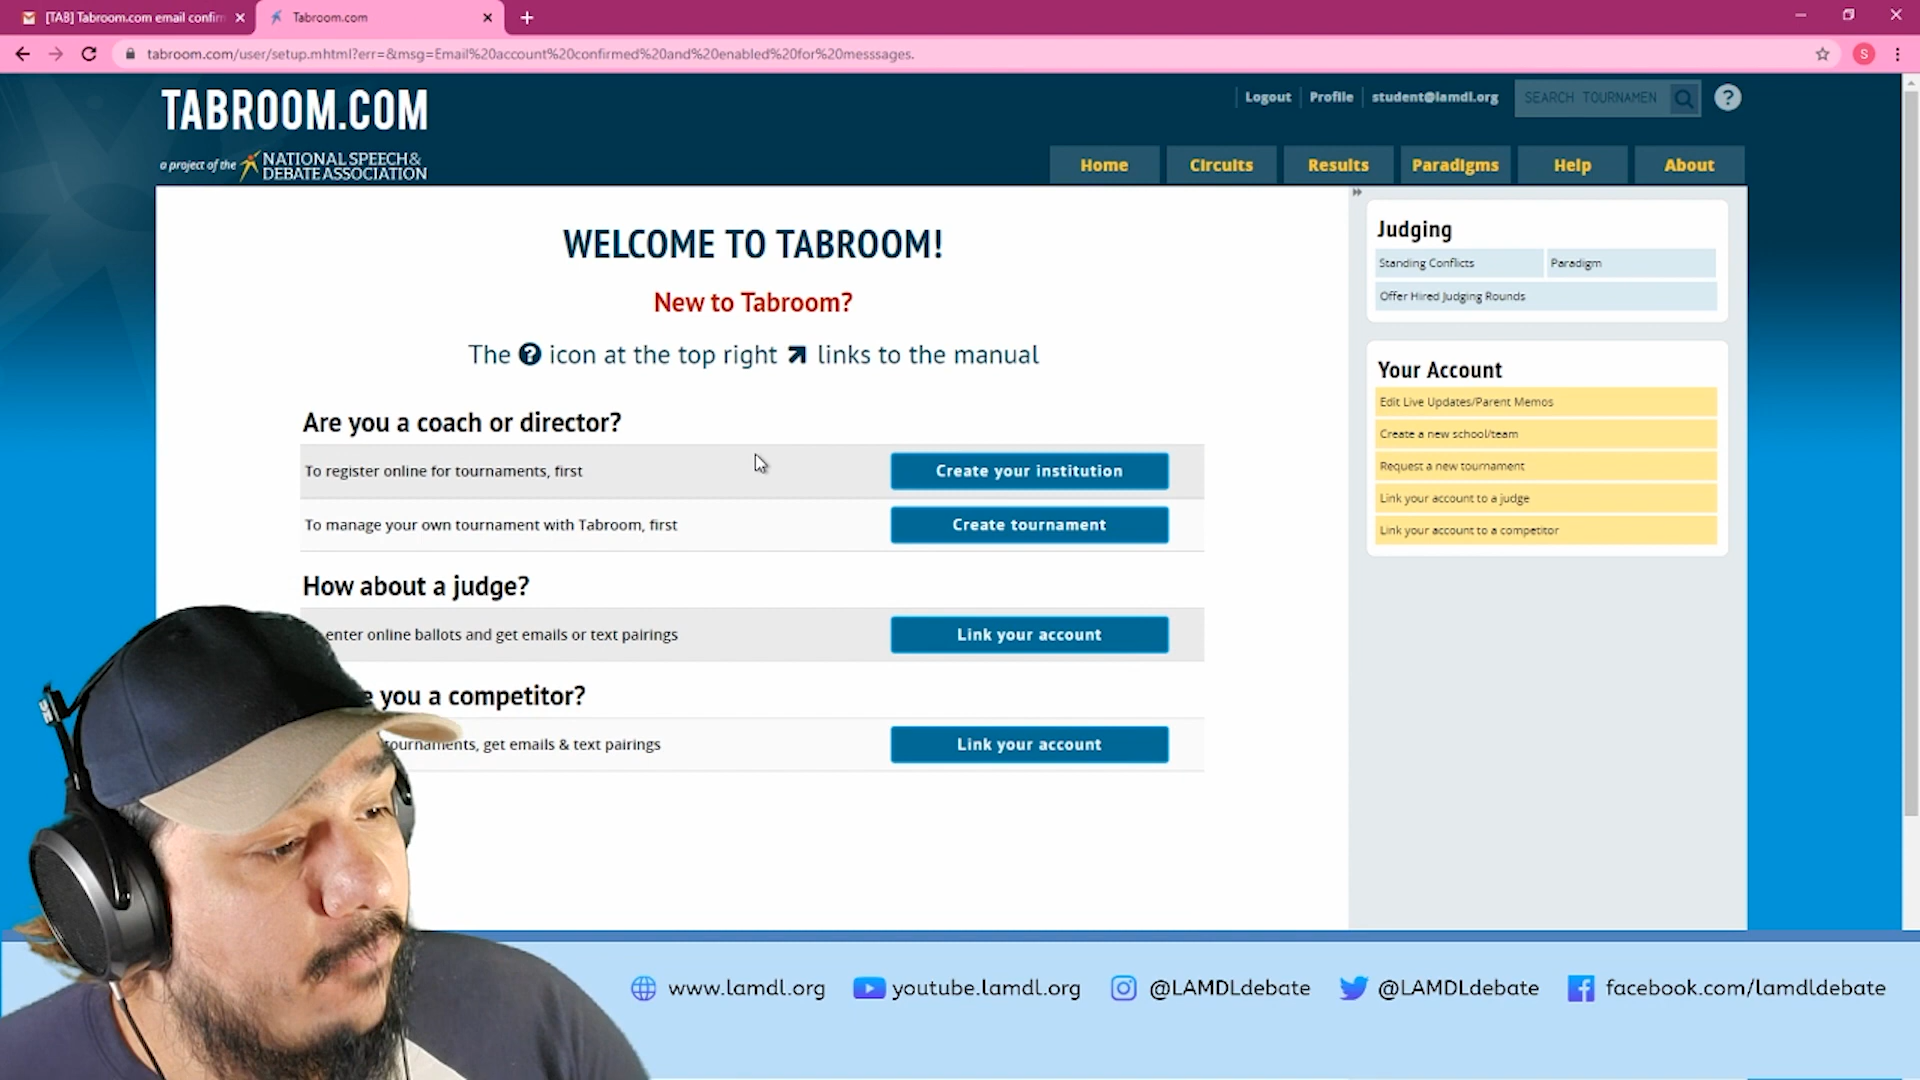 [TAB] Tabroom.com email confir
Tabroom.com
tabroom.com/user/setup.mhtml?err=&msg=Email%20account%20confirmed%20and%20enabled%20for%20messsages.
S
TABROOM.COM
a project of the NATIONAL SPEECH & DEBATE ASSOCIATION
Logout Profile student@lamdl.org SEARCH TOURNAMEN ?
Home Circuits Results Paradigms Help About
WELCOME TO TABROOM!
New to Tabroom?
The ? icon at the top right links to the manual
Are you a coach or director?
To register online for tournaments, first Create your institution
To manage your own tournament with Tabroom, first Create tournament
How about a judge?
enter online ballots and get emails or text pairings Link your account
you a competitor?
tournaments, get emails & text pairings Link your account
Judging
Standing Conflicts Paradigm
Offer Hired Judging Rounds
Your Account
Edit Live Updates/Parent Memos
Create a new school/team
Request a new tournament
Link your account to a judge
Link your account to a competitor
www.lamdl.org youtube.lamdl.org @LAMDLdebate @LAMDLdebate facebook.com/lamdldebate